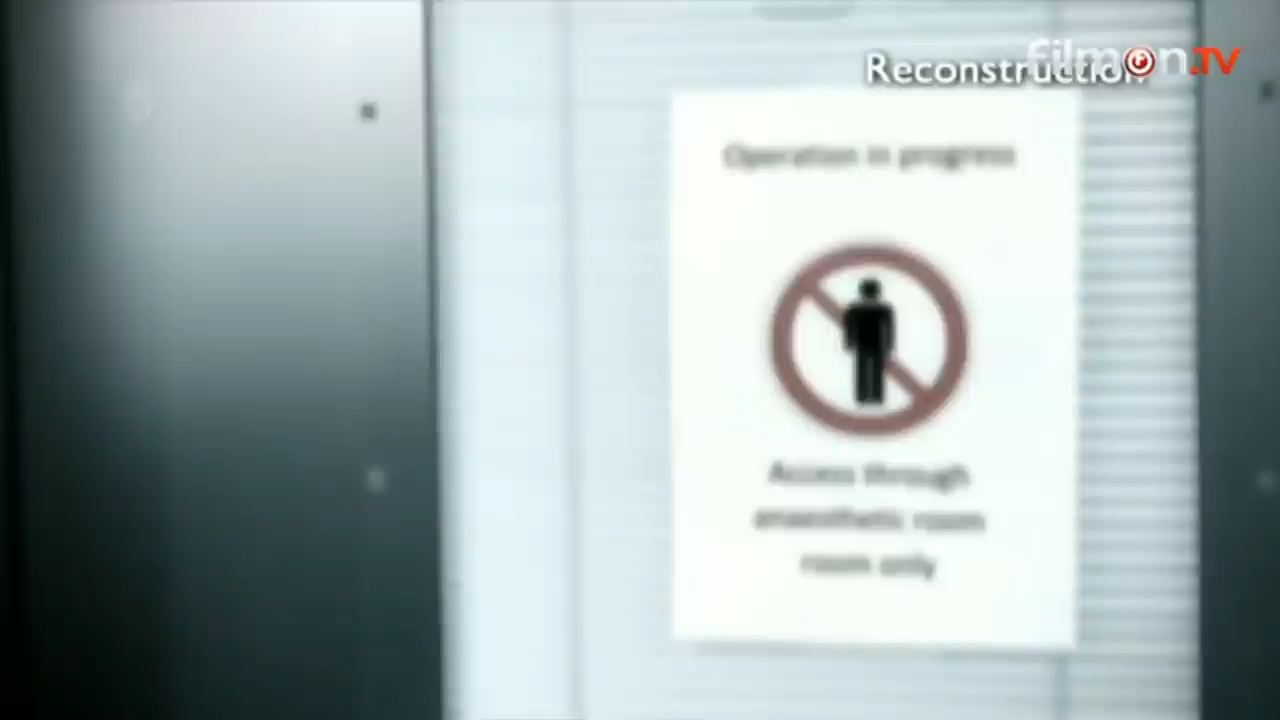 filmon.TV
Reconstruction
Operation in progress
Access through
anaesthetic room
room only